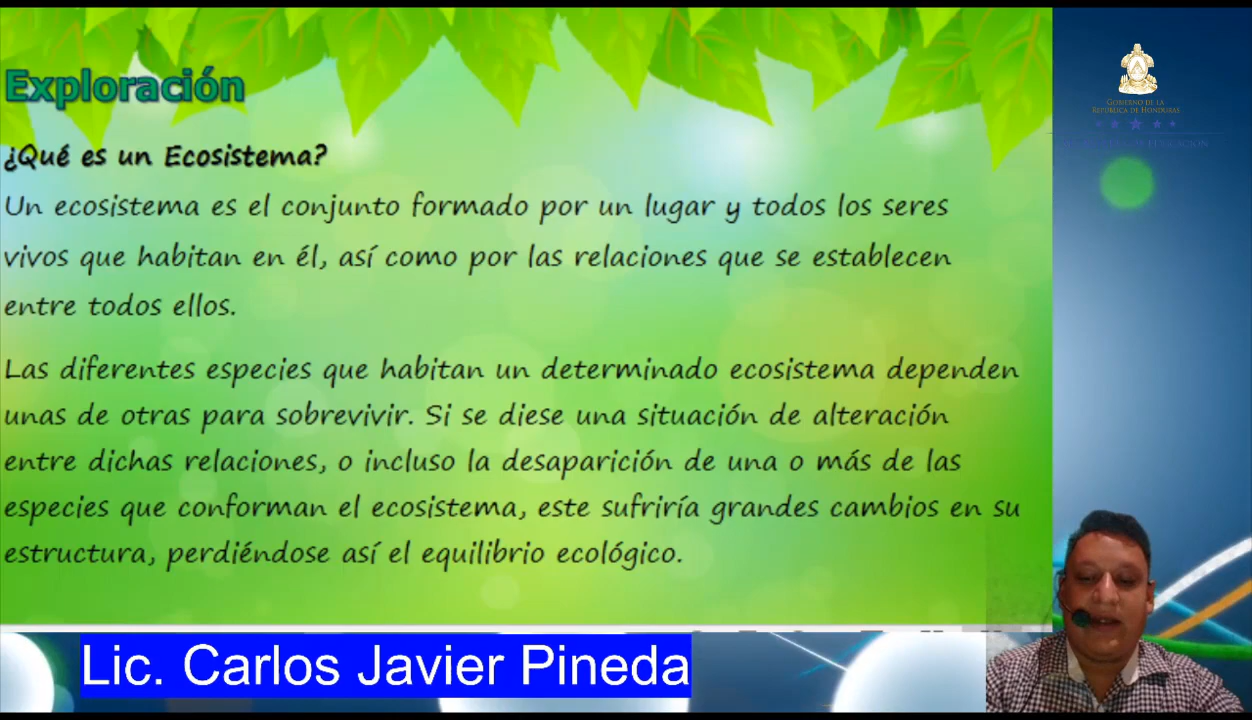 Exploración
¿Qué es un Ecosistema?
Un ecosistema es el conjunto formado por un lugar y todos los seres
vivos que habitan en él, así como por las relaciones que se establecen
entre todos ellos.
Las diferentes especies que habitan un determinado ecosistema dependen
unas de otras para sobrevivir. Si se diese una situación de alteración
entre dichas relaciones, o incluso la desaparición de una o más de las
especies que conforman el ecosistema, este sufriría grandes cambios en su
estructura, perdiéndose así el equilibrio ecológico.
GOBIERNO DE LA
REPÚBLICA DE HONDURAS
EDUCACIÓN
Lic. Carlos Javier Pineda